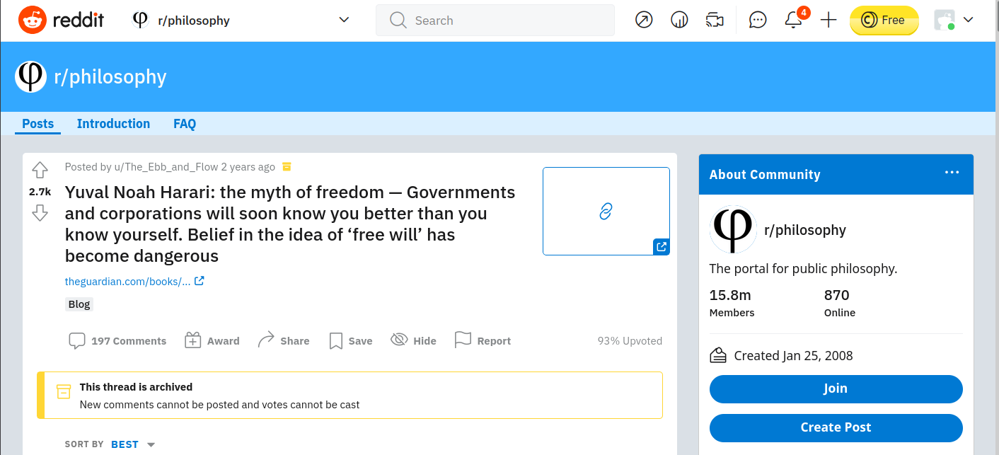 reddit
r/philosophy
Search
4
Free
φ r/philosophy
Posts Introduction FAQ
Posted by u/The_Ebb_and_Flow 2 years ago
2.7k
Yuval Noah Harari: the myth of freedom — Governments
and corporations will soon know you better than you
know yourself. Belief in the idea of ‘free will’ has
become dangerous
theguardian.com/books/...
Blog
197 Comments Award Share Save Hide Report 93% Upvoted
This thread is archived
New comments cannot be posted and votes cannot be cast
SORT BY BEST
About Community
φ r/philosophy
The portal for public philosophy.
15.8m 870
Members Online
Created Jan 25, 2008
Join
Create Post